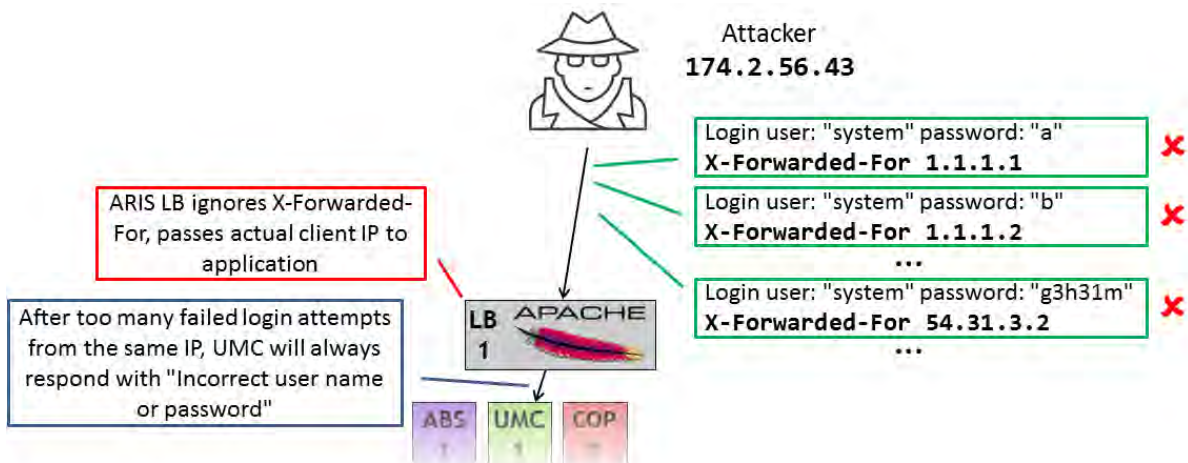 Attacker
174.2.56.43
Login user: "system" password: "a"
X-Forwarded-For 1.1.1.1
Login user: "system" password: "b"
X-Forwarded-For 1.1.1.2
...
Login user: "system" password: "g3h31m"
X-Forwarded-For 54.31.3.2
...
ARIS LB ignores X-Forwarded-
For, passes actual client IP to
application
After too many failed login attempts
from the same IP, UMC will always
respond with "Incorrect user name
or password"
LB
1
APACHE
ABS
UMC
COP